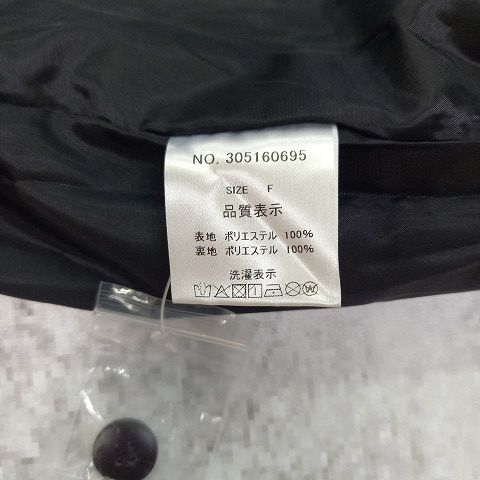 NO. 305160695
SIZE F
品質表示
表地 ポリエステル 100%
裏地 ポリエステル 100%
洗濯表示